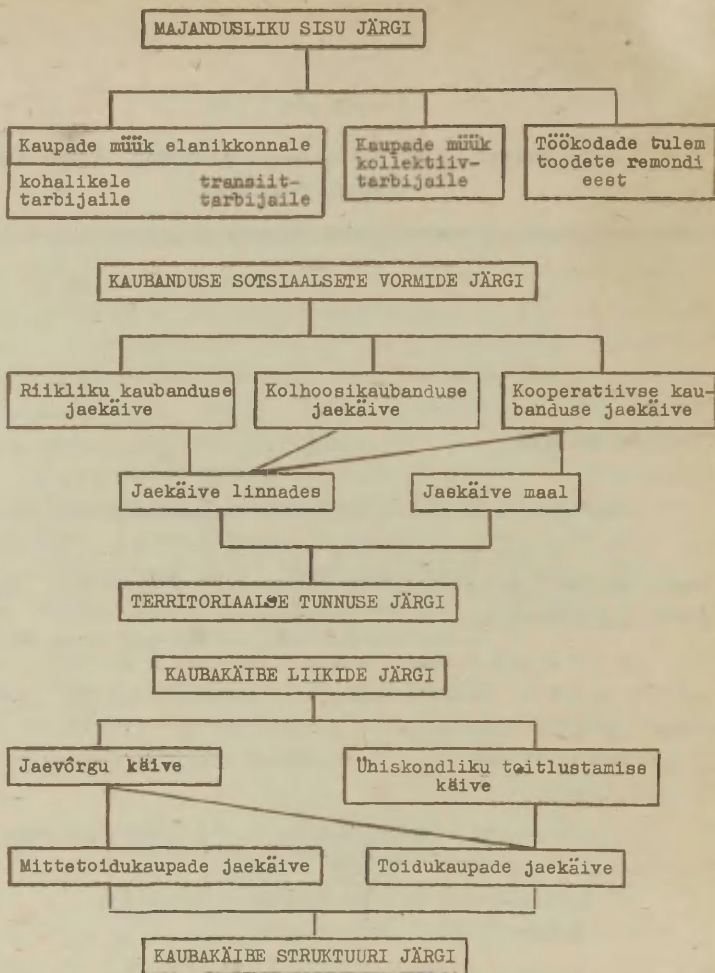 MAJANDUSLIKU SISU JÄRGI
Kaupade müük elanikkonnale
kohalikele tarbijaile
transiit-
tarbijaile
Kaupade müük
kollektiiv-
tarbijaile
Töökodade tulem
toodete remondi
eest
KAUBANDUSE SOTSIAALSETE VORMIDE JÄRGI
Riikliku kaubanduse
jaekäive
Kolhoosikaubanduse
jaekäive
Kooperatiivse kau-
banduse jaekäive
Jaekäive linnades
Jaekäive maal
TERRITORIAALSE TUNNUSE JÄRGI
KAUBAKÄIBE LIIKIDE JÄRGI
Jaevõrgu käive
Ühiskondliku toitlustamise
käive
Mittetoidukaupade jaekäive
Toidukaupade jaekäive
KAUBAKÄIBE STRUKTUURI JÄRGI